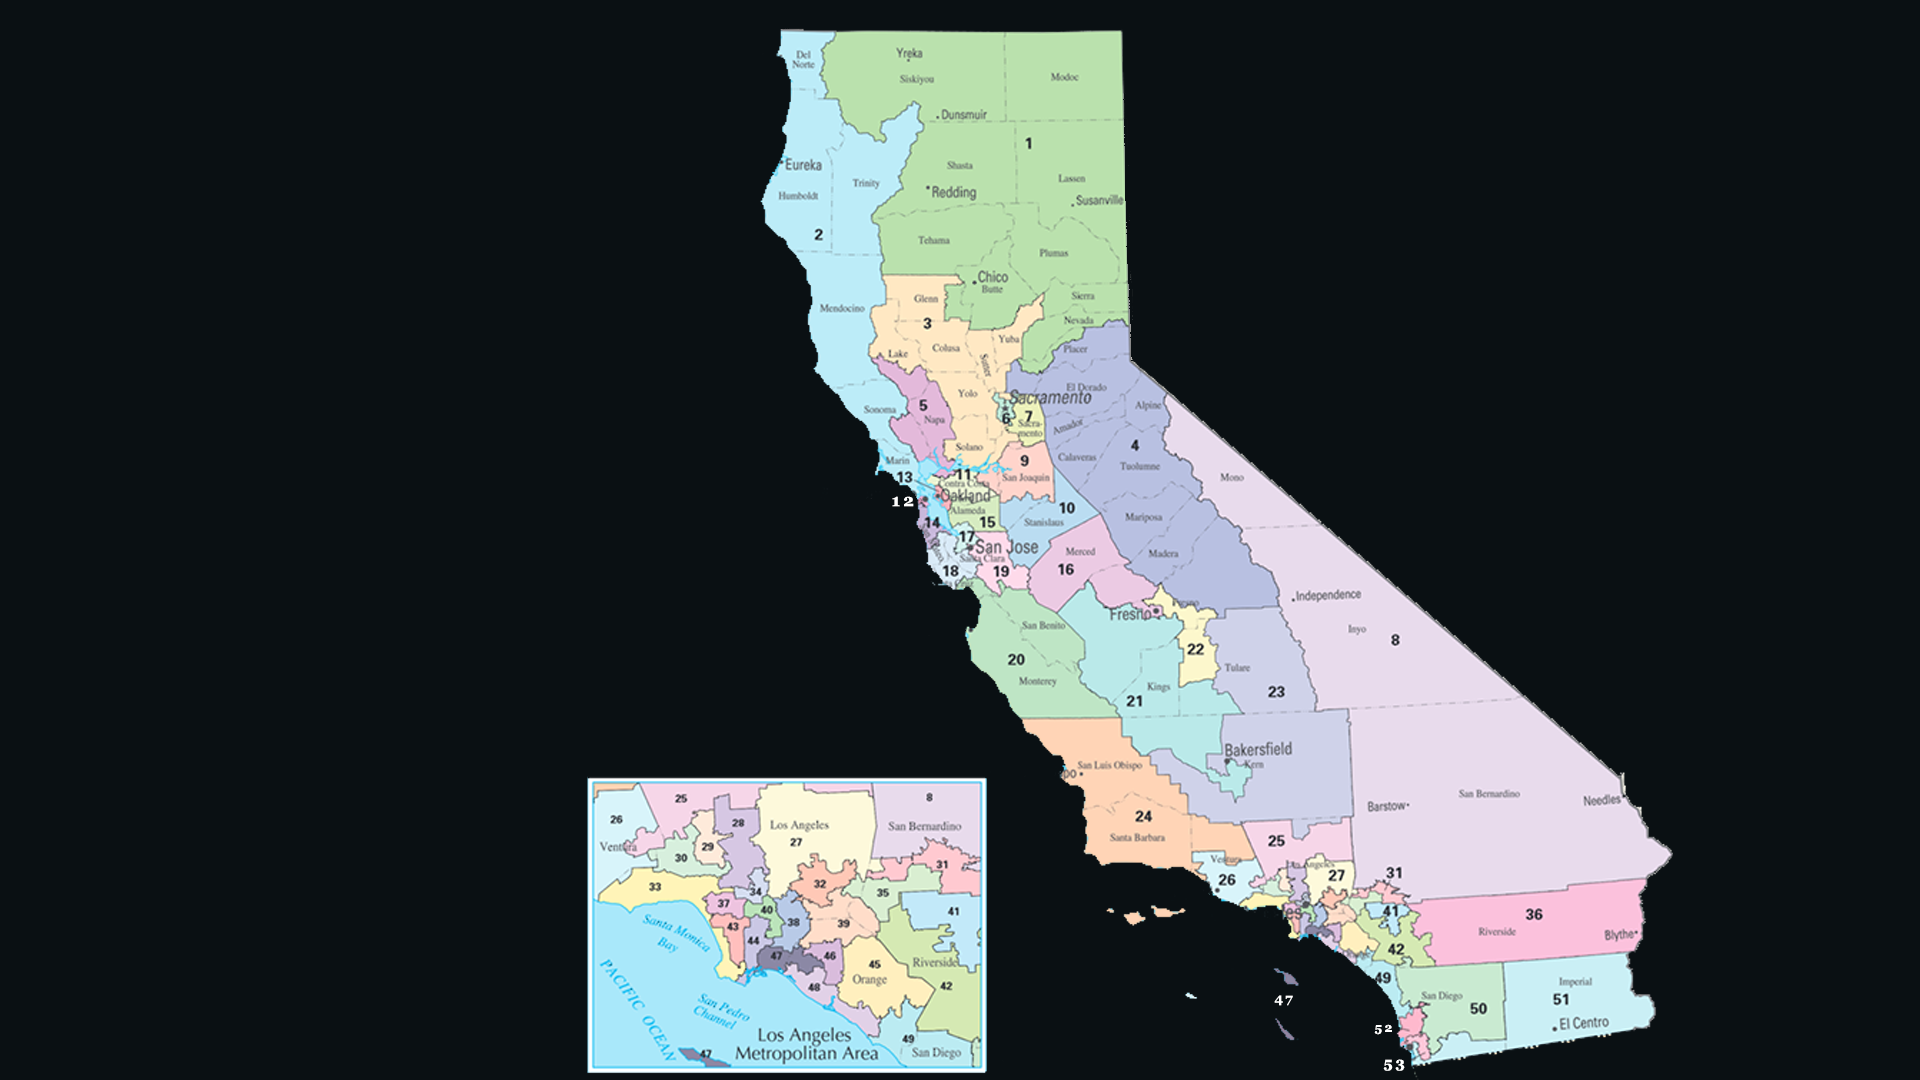 Del
Norte
Yreka
Siskiyou
Modoc
Dunsmuir
1
Eureka
Humboldt
Trinity
Shasta
Redding
Lassen
Susanville
2
Tehama
Plumas
Chico
Butte
Mendocino
Glenn
3
Sierra
Nevada
Lake
Colusa
Sutter
Yuba
Placer
Yolo
El Dorado
Sacramento
Alpine
Sonoma
5
Napa
6
7
Sacra-
mento
Amador
4
Tuolumne
Solano
Calaveras
Marin
13
11
Contra Costa
9
San Joaquin
Mono
12
Oakland
Alameda
14
15
10
Stanislaus
Mariposa
17
San Jose
Santa Clara
18
19
Merced
16
Madera
Independence
Fresno
Fresno
Inyo
8
San Benito
20
Monterey
22
Tulare
Kings
21
23
Bakersfield
Kern
San Luis Obispo
24
Santa Barbara
Barstow
San Bernardino
Needles
25
Ventura
26
Los Angeles
27
31
41
36
Riverside
Blythe
42
49
San Diego
50
Imperial
51
El Centro
47
52
53
25
8
26
28
Los Angeles
27
San Bernardino
Ventura
29
30
31
33
34
32
35
37
40
41
43
38
39
44
Santa Monica
Bay
47
46
45
Orange
Riverside
48
42
PACIFIC OCEAN
San Pedro
Channel
Los Angeles
Metropolitan Area
49
San Diego
47